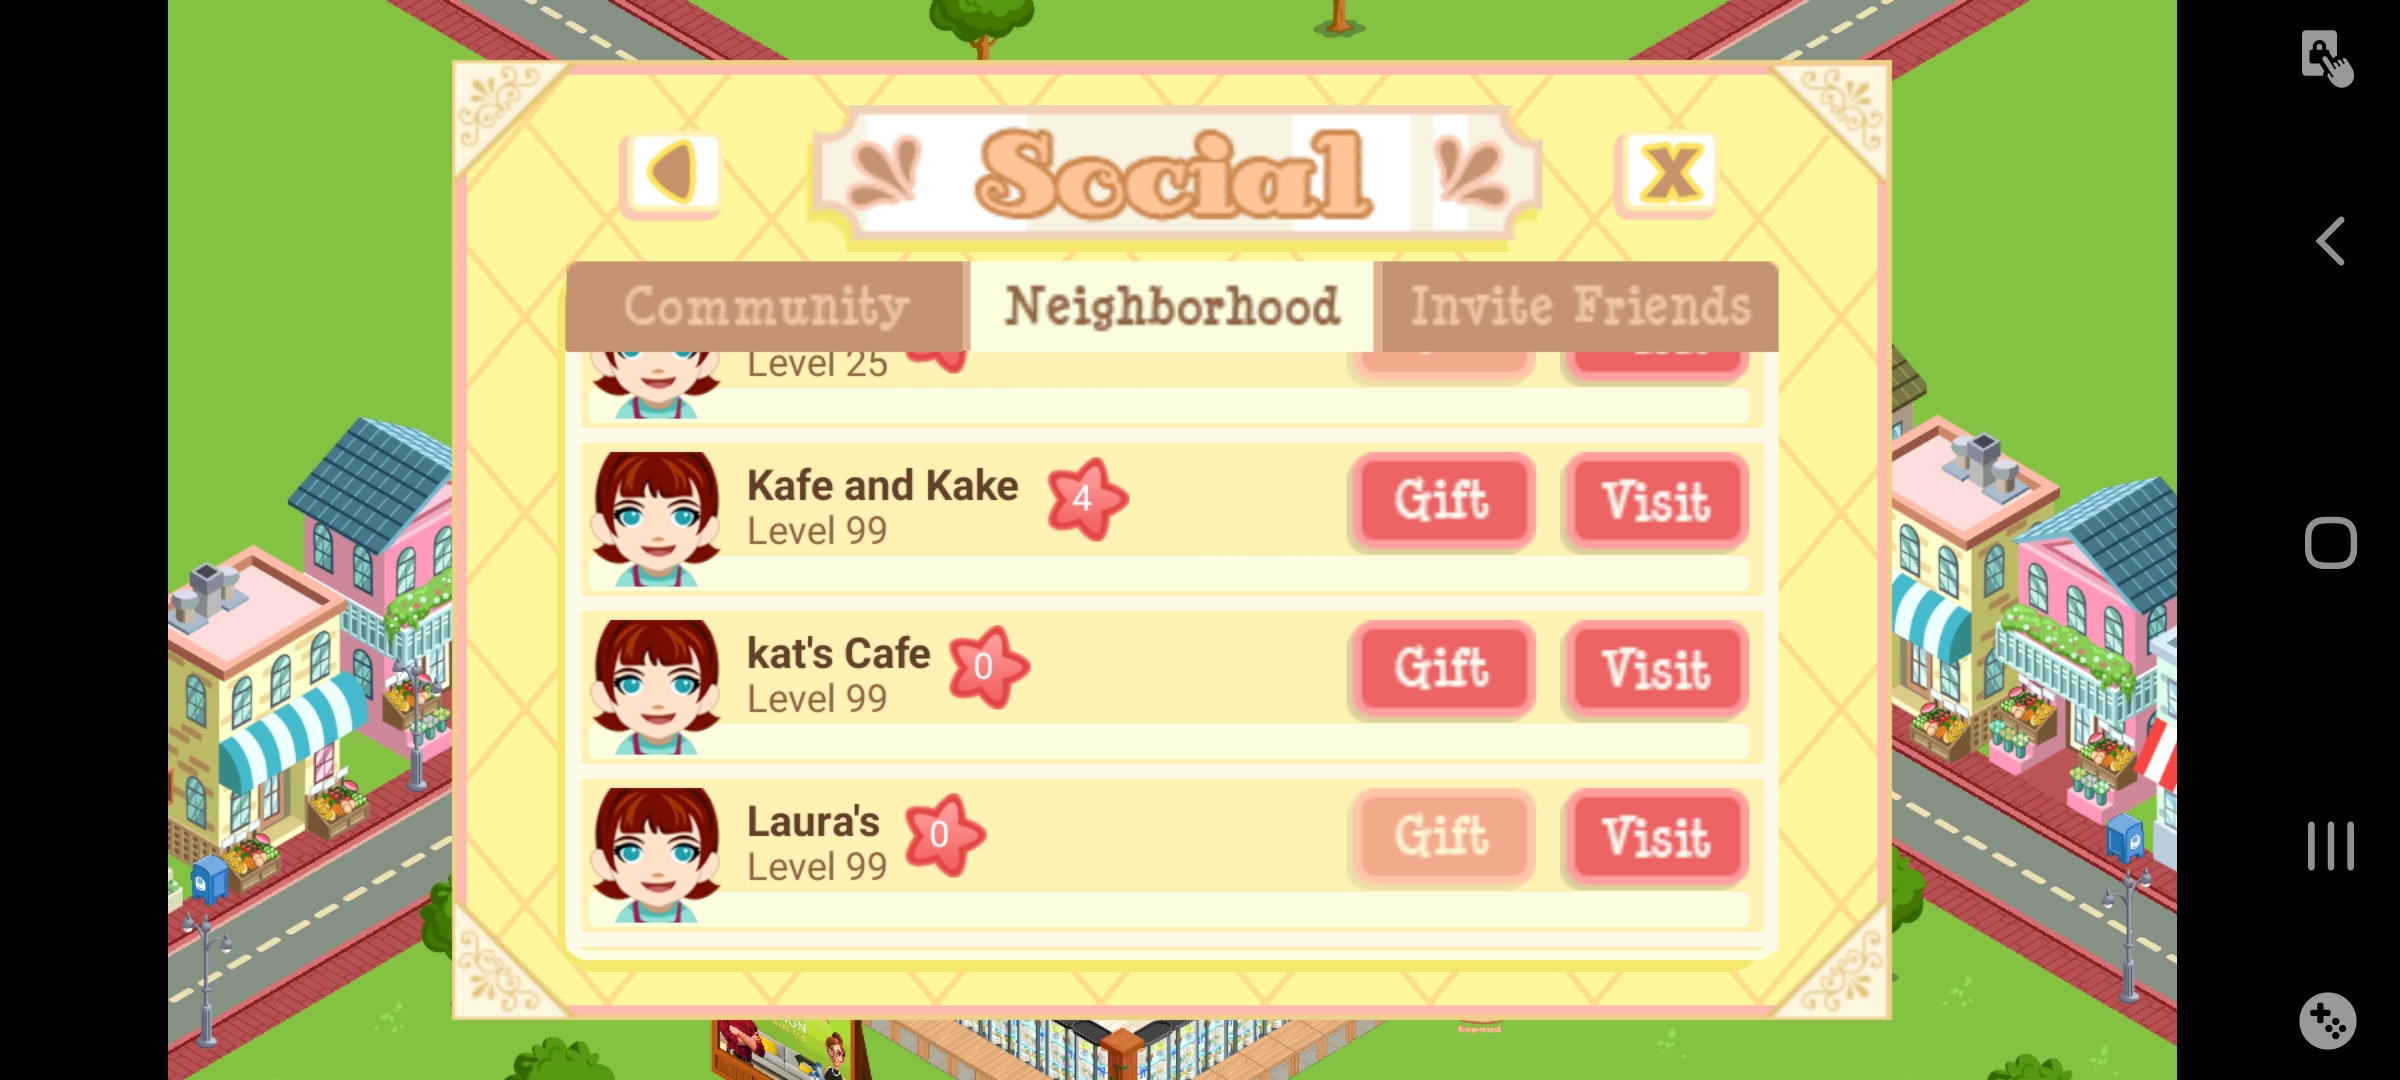 Social
Community
Neighborhood
Invite Friends
Level 25
Kafe and Kake
4
Level 99
Gift
Visit
kat's Cafe
0
Level 99
Gift
Visit
Laura's
0
Level 99
Gift
Visit
Expand